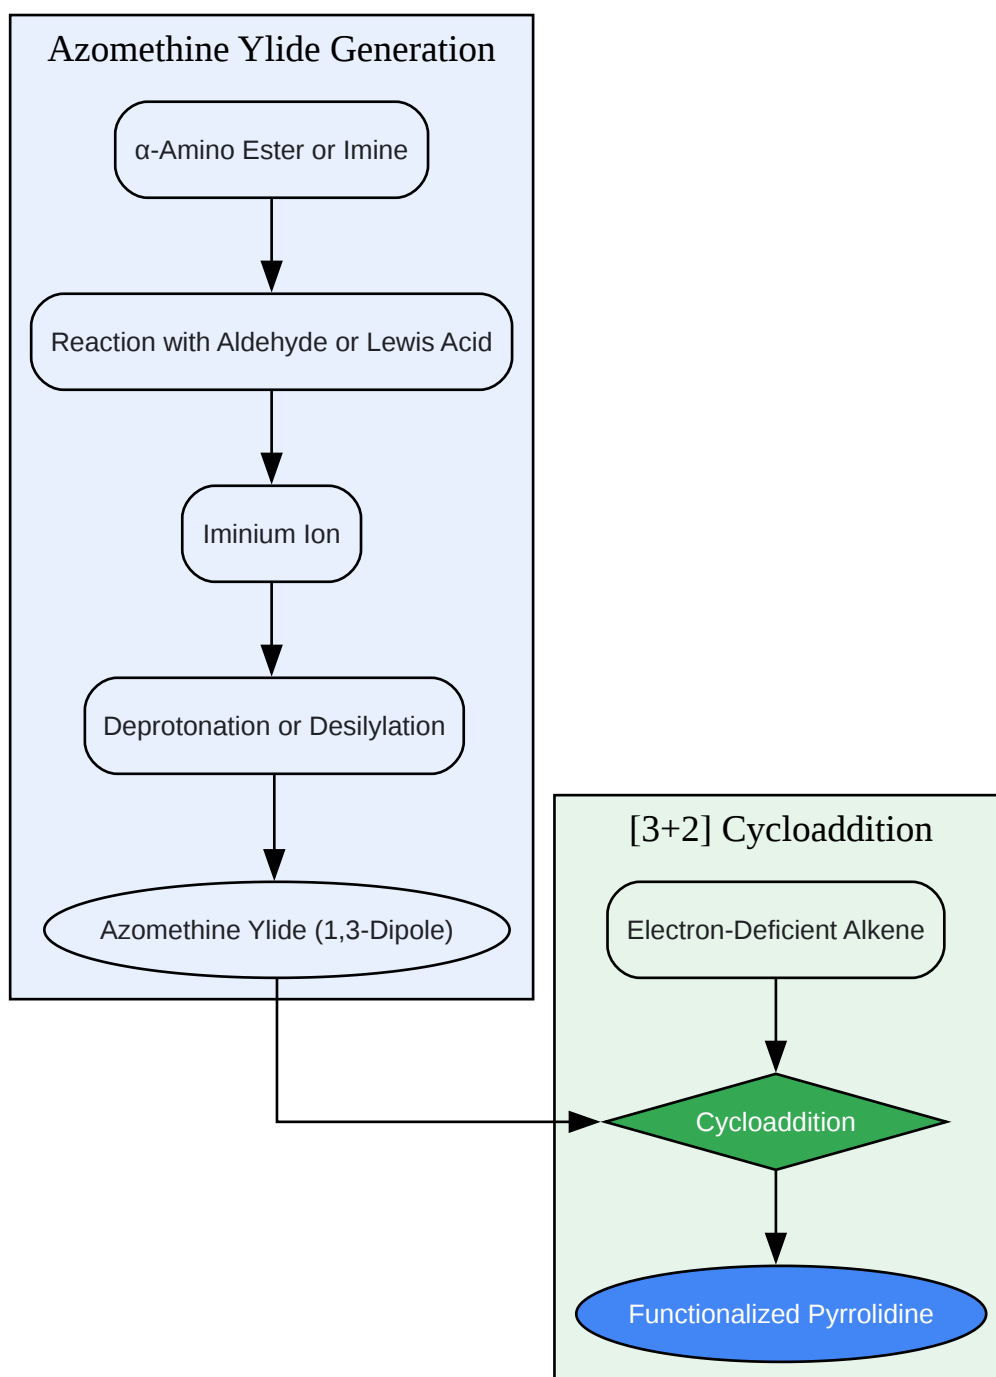 Azomethine Ylide Generation
α-Amino Ester or Imine
Reaction with Aldehyde or Lewis Acid
Iminium Ion
Deprotonation or Desilylation
Azomethine Ylide (1,3-Dipole)
[3+2] Cycloaddition
Electron-Deficient Alkene
Cycloaddition
Functionalized Pyrrolidine